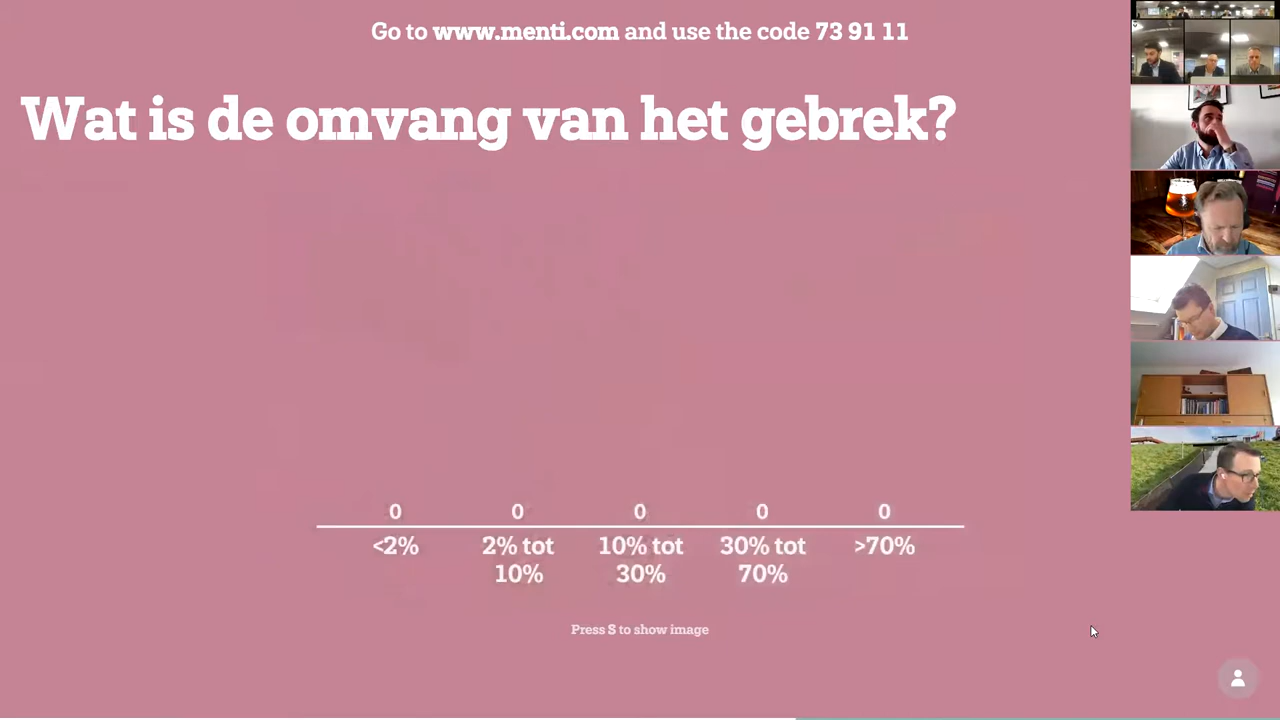 Go to www.menti.com and use the code 73 91 11
Wat is de omvang van het gebrek?
0 0 0 0 0
<2% 2% tot 10% tot 30% tot >70%
10% 30% 70%
Press S to show image